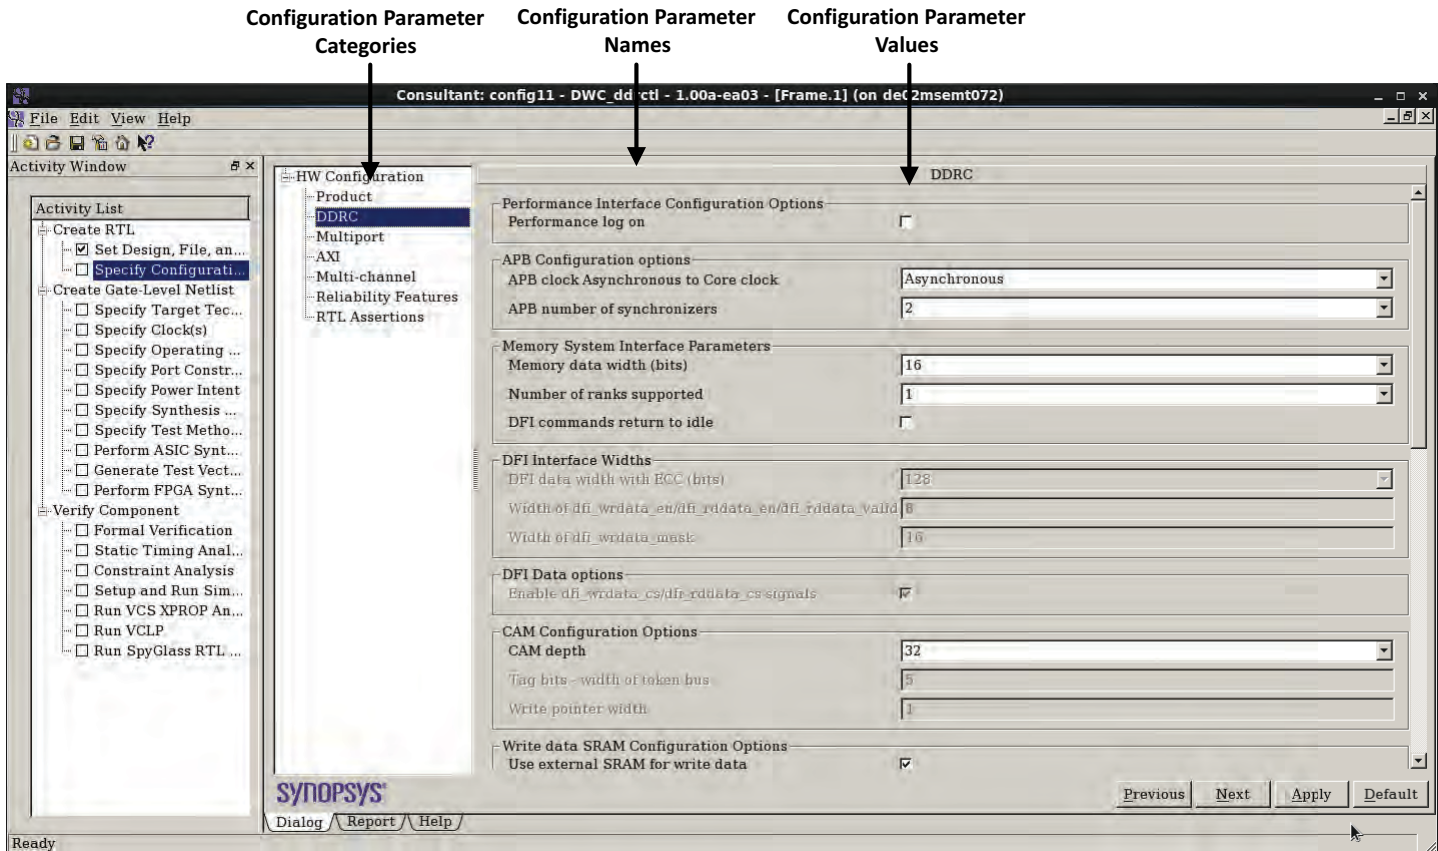 Configuration Parameter
Categories
Configuration Parameter
Names
Configuration Parameter
Values
Consultant: config11 - DWC_ddrctl - 1.00a-ea03 - [Frame.1] (on de02msemt072)
File Edit View Help
Activity Window
Activity List
Create RTL
Set Design, File, an...
Specify Configurati...
Create Gate-Level Netlist
Specify Target Tec...
Specify Clock(s)
Specify Operating ...
Specify Port Constr...
Specify Power Intent
Specify Synthesis ...
Specify Test Metho...
Perform ASIC Synt...
Generate Test Vect...
Perform FPGA Synt...
Verify Component
Formal Verification
Static Timing Anal...
Constraint Analysis
Setup and Run Sim...
Run VCS XPROP An...
Run VCLP
Run SpyGlass RTL ...
HW Configuration
Product
DDRC
Multiport
AXI
Multi-channel
Reliability Features
RTL Assertions
DDRC
Performance Interface Configuration Options
Performance log on
APB Configuration options
APB clock Asynchronous to Core clock Asynchronous
APB number of synchronizers 2
Memory System Interface Parameters
Memory data width (bits) 16
Number of ranks supported 1
DFI commands return to idle
DFI Interface Widths
DFI data width with ECC (bits) 128
Width of dfi_wrdata_en/dfi_rddata_en/dfi_rddata_valid 8
Width of dfi_wrdata_mask 16
DFI Data options
Enable dfi_wrdata_cs/dfi-rddata_cs signals
CAM Configuration Options
CAM depth 32
Tag bits - width of token bus 5
Write pointer width 1
Write data SRAM Configuration Options
Use external SRAM for write data
SYNOPSYS®
Previous Next Apply Default
Dialog Report Help
Ready